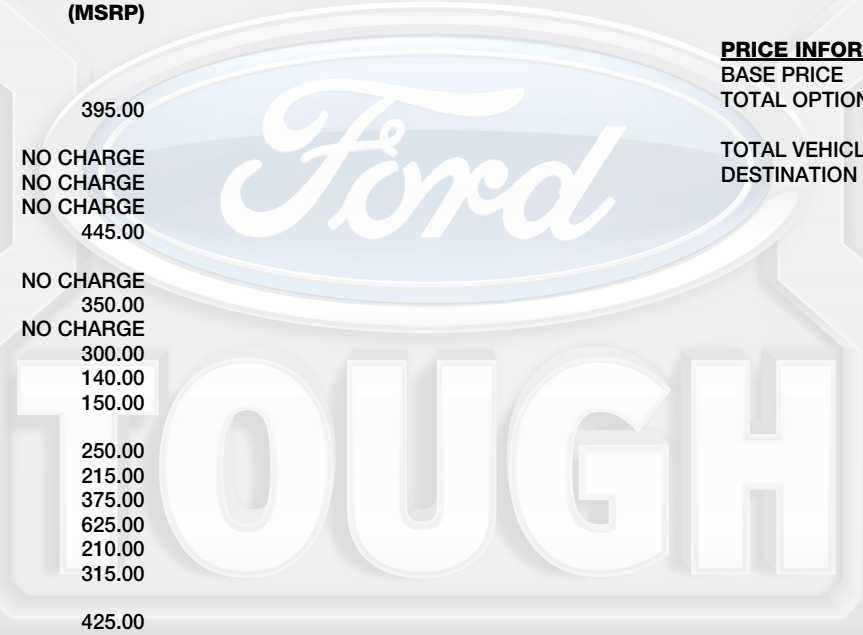 (MSRP)
395.00
NO CHARGE
NO CHARGE
NO CHARGE
445.00
NO CHARGE
350.00
NO CHARGE
300.00
140.00
150.00
250.00
215.00
375.00
625.00
210.00
315.00
425.00
PRICE INFOR
BASE PRICE
TOTAL OPTION
TOTAL VEHICL
DESTINATION
Ford
TOUGH